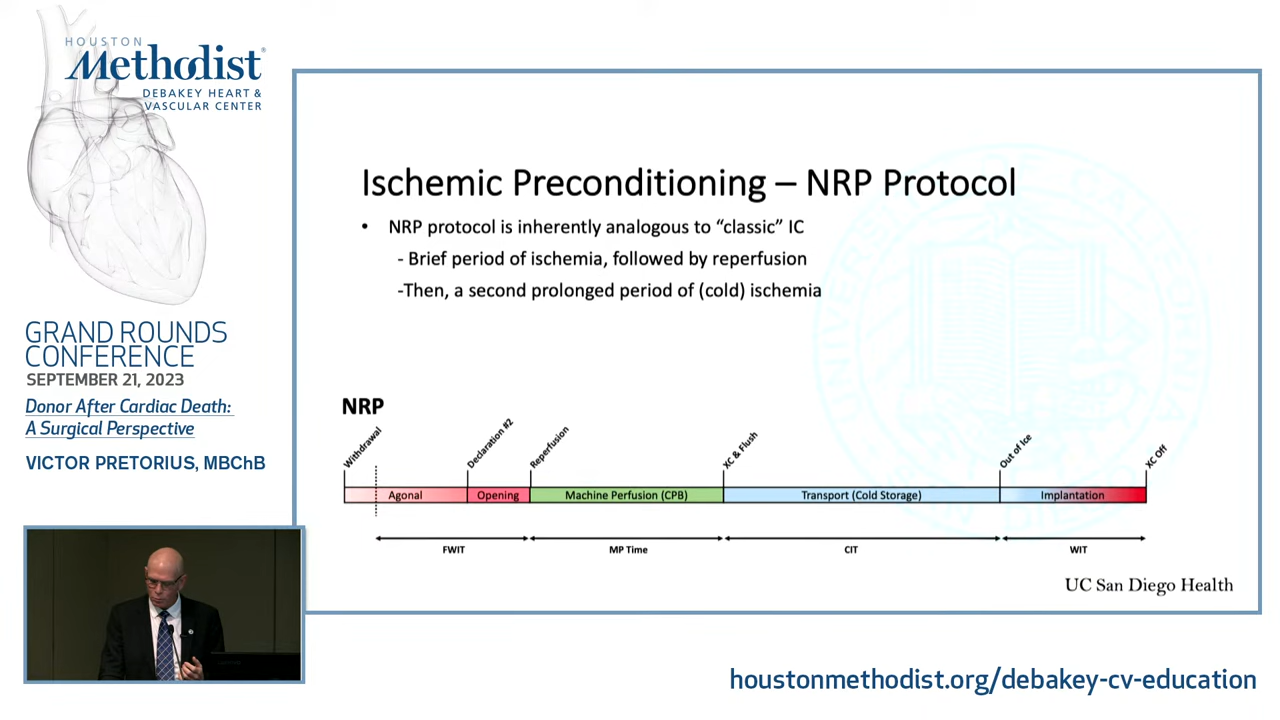 HOUSTON
Methodist®
DEBAKEY HEART &
VASCULAR CENTER
GRAND ROUNDS
CONFERENCE
SEPTEMBER 21, 2023
Donor After Cardiac Death:
A Surgical Perspective
VICTOR PRETORIUS, MBChB
Ischemic Preconditioning – NRP Protocol
• NRP protocol is inherently analogous to “classic” IC
- Brief period of ischemia, followed by reperfusion
-Then, a second prolonged period of (cold) ischemia
NRP
Withdrawal
Declaration #2
Reperfusion
XC & Flush
Out of Ice
XC Off
Agonal
Opening
Machine Perfusion (CPB)
Transport (Cold Storage)
Implantation
FWIT
MP Time
CIT
WIT
UC San Diego Health
houstonmethodist.org/debakey-cv-education